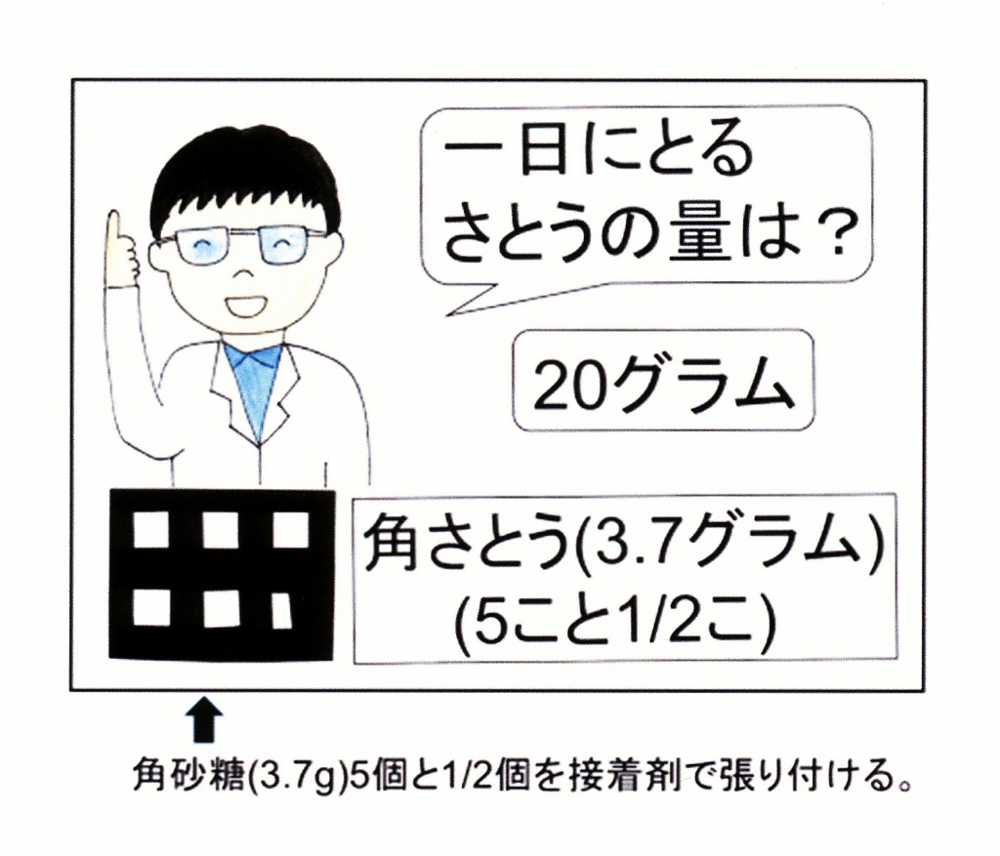 一日にとる
さとうの量は？
20グラム
角さとう(3.7グラム)
(5こと1/2こ)
角砂糖(3.7g)5個と1/2個を接着剤で張り付ける。